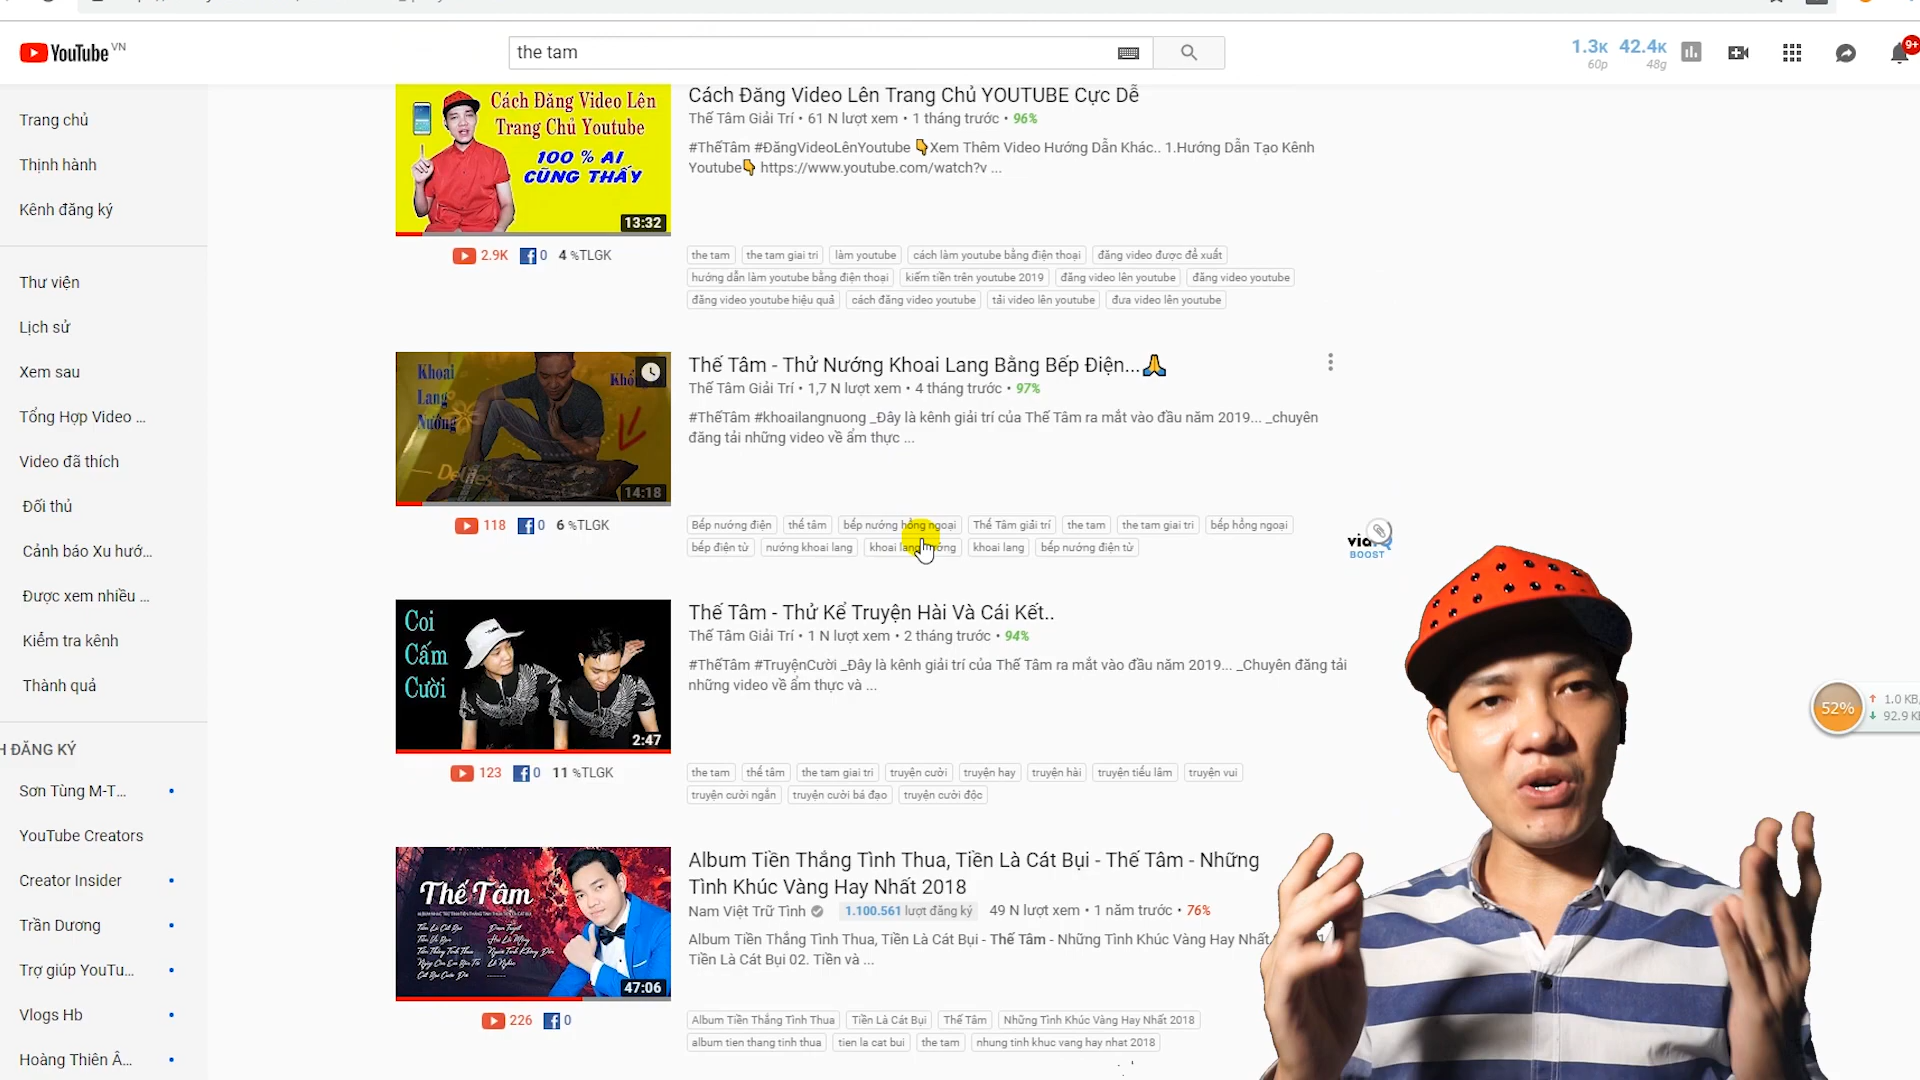 YouTube VN
the tam
1.3K
60p
42.4K
48g
9+
Trang chủ
Thịnh hành
Kênh đăng ký
Thư viện
Lịch sử
Xem sau
Tổng Hợp Video ...
Video đã thích
Đối thủ
Cảnh báo Xu hướ...
Được xem nhiều ...
Kiểm tra kênh
Thành quả
H ĐĂNG KÝ
Sơn Tùng M-T...
YouTube Creators
Creator Insider
Trần Dương
Trợ giúp YouTu...
Vlogs Hb
Hoàng Thiên Â...
Cách Đăng Video Lên
Trang Chủ Youtube
100 % AI
CŨNG THẤY
13:32
2.9K 0 4 %TLGK
Cách Đăng Video Lên Trang Chủ YOUTUBE Cực Dễ
Thế Tâm Giải Trí • 61 N lượt xem • 1 tháng trước • 96%
#ThếTâm #ĐăngVideoLênYoutube 👇Xem Thêm Video Hướng Dẫn Khác.. 1.Hướng Dẫn Tạo Kênh
Youtube👇 https://www.youtube.com/watch?v ...
the tam the tam giai tri làm youtube cách làm youtube bằng điện thoại đăng video được đề xuất
hướng dẫn làm youtube bằng điện thoại kiếm tiền trên youtube 2019 đăng video lên youtube đăng video youtube
đăng video youtube hiệu quả cách đăng video youtube tải video lên youtube đưa video lên youtube
Khoai
Lang
Nướng
14:18
118 0 6 %TLGK
Thế Tâm - Thử Nướng Khoai Lang Bằng Bếp Điện...🙏
Thế Tâm Giải Trí • 1,7 N lượt xem • 4 tháng trước • 97%
#ThếTâm #khoailangnuong _Đây là kênh giải trí của Thế Tâm ra mắt vào đầu năm 2019... _chuyên
đăng tải những video về ẩm thực ...
Bếp nướng điện thế tâm bếp nướng hồng ngoại Thế Tâm giải trí the tam the tam giai tri bếp hồng ngoại
bếp điện từ nướng khoai lang khoai lang nướng khoai lang bếp nướng điện từ
BOOST
Coi
Cấm
Cười
2:47
123 0 11 %TLGK
Thế Tâm - Thử Kể Truyện Hài Và Cái Kết..
Thế Tâm Giải Trí • 1 N lượt xem • 2 tháng trước • 94%
#ThếTâm #TruyệnCười _Đây là kênh giải trí của Thế Tâm ra mắt vào đầu năm 2019... _Chuyên đăng tải
những video về ẩm thực và ...
the tam thế tâm the tam giai tri truyện cười truyện hay truyện hài truyện tiếu lâm truyện vui
truyện cười ngắn truyện cười bá đạo truyện cười độc
52%
1.0 KB
92.9 K
Thế Tâm
47:06
226 0
Album Tiền Thắng Tình Thua, Tiền Là Cát Bụi - Thế Tâm - Những
Tình Khúc Vàng Hay Nhất 2018
Nam Việt Trữ Tình 1.100.561 lượt đăng ký 49 N lượt xem • 1 năm trước • 76%
Album Tiền Thắng Tình Thua, Tiền Là Cát Bụi - Thế Tâm - Những Tình Khúc Vàng Hay Nhất
Tiền Là Cát Bụi 02. Tiền và ...
Album Tiền Thắng Tình Thua Tiền Là Cát Bụi Thế Tâm Những Tình Khúc Vàng Hay Nhất 2018
album tien thang tinh thua tien la cat bui the tam nhung tinh khuc vang hay nhat 2018